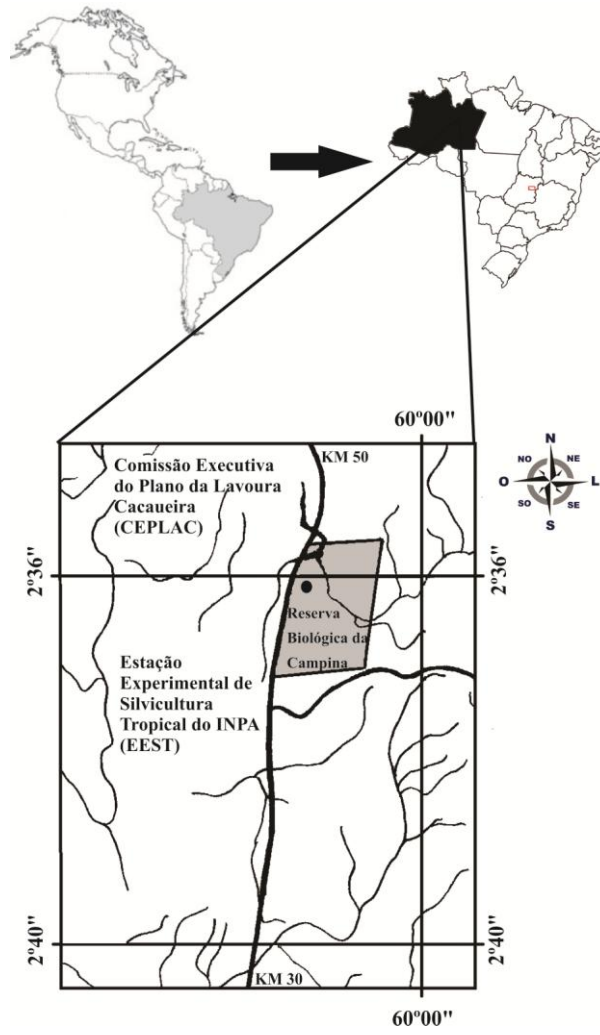 60º00"
KM 50
Comissão Executiva
do Plano da Lavoura
Cacaueira
(CEPLAC)
N
NO
NE
O
L
SO
SE
S
2º36"
2º36"
Reserva
Biológica da
Campina
Estação
Experimental de
Silvicultura
Tropical do INPA
(EEST)
2º40"
2º40"
KM 30
60º00"